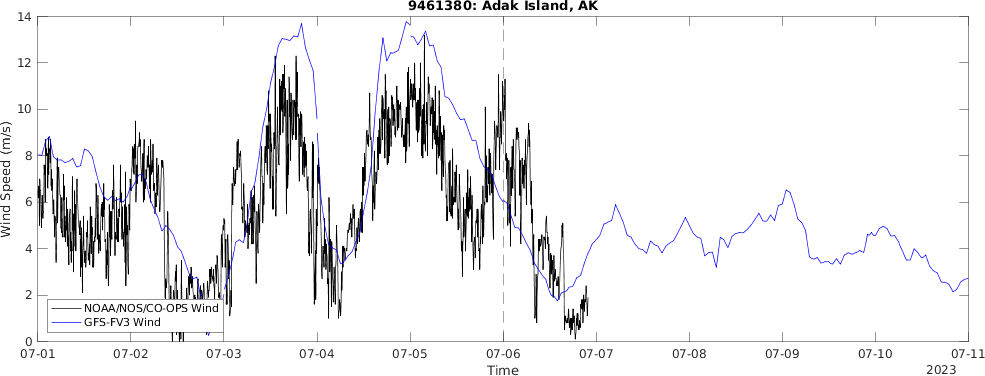 9461380: Adak Island, AK
14
12
10
8
6
4
2
0
Wind Speed (m/s)
NOAA/NOS/CO-OPS Wind
GFS-FV3 Wind
07-01 07-02 07-03 07-04 07-05 07-06 07-07 07-08 07-09 07-10 07-11
Time
2023